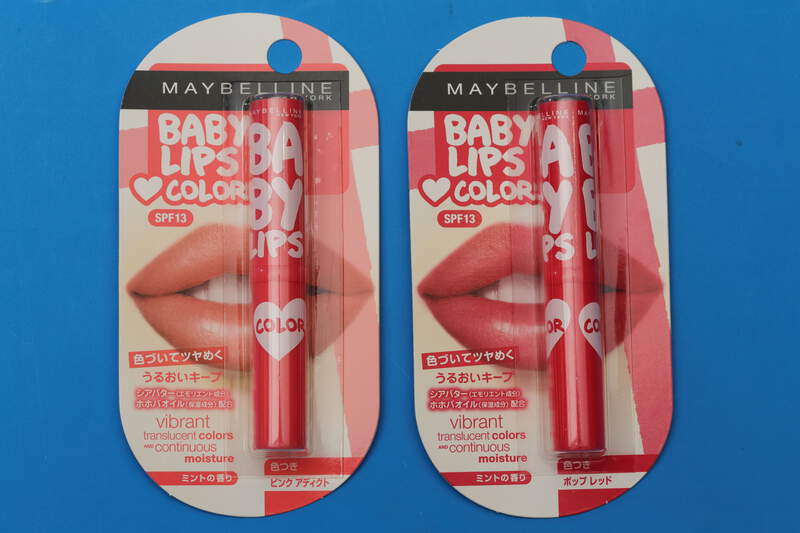 MAYBELLINE
YORK
BABY
LIPS
COLOR
SPF13
BA
BY
LIPS
COLOR
色づいてツヤめく
うるおいキープ
シアバター(エモリエント成分)
ホホバオイル(保湿成分)配合
vibrant
translucent colors
AND continuous
moisture
ミントの香り
色つき
ピンク アディクト
MAYBELLINE
YORK
MAYBELLINE
NEW YORK
BABY
LIPS
COLOR
SPF13
A B
BY B
PS LI
COLOR
色づいてツヤめく
うるおいキープ
シアバター(エモリエント成分)
ホホバオイル(保湿成分)配合
vibrant
translucent colors
AND continuous
moisture
ミントの香り
色つき
ポップ レッド